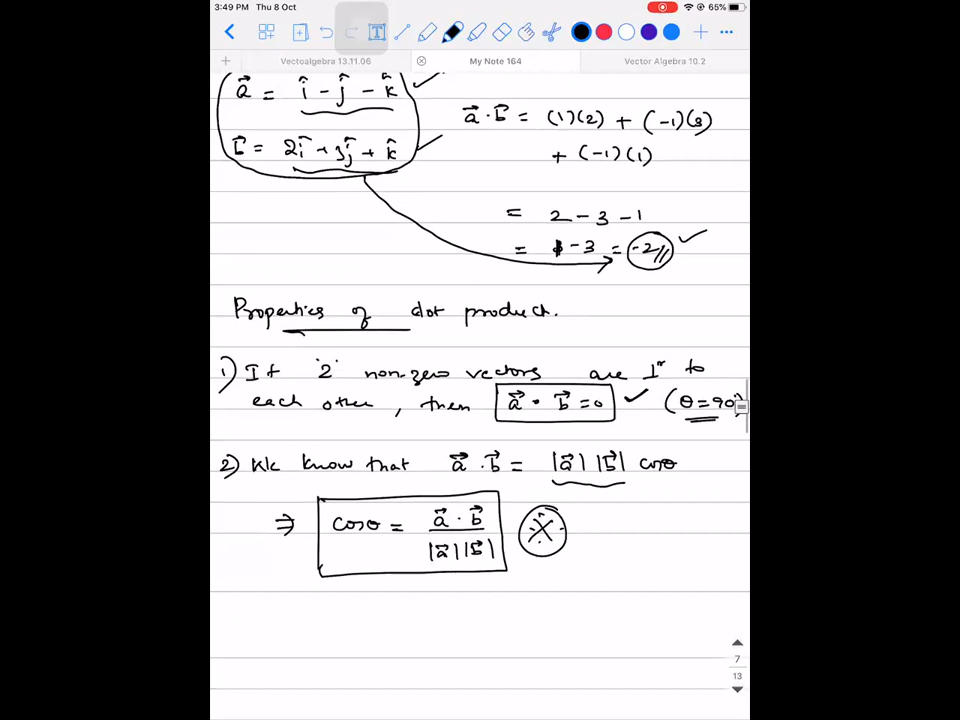 3:49 PM Thu 8 Oct
65%
Vectoalgebra 13.11.06
My Note 164
Vector Algebra 10.2
a⃗ = î - ĵ - k̂
b⃗ = 2î + 3ĵ + k̂
a⃗ · b⃗ = (1)(2) + (-1)(3)
+ (-1)(1)
= 2 - 3 - 1
= 1 - 3 = -2//
Properties of dot product.
1) If '2' non-zero vectors are ⊥r to
each other, then a⃗ · b⃗ = 0 (θ = 90°)
2) We know that a⃗ · b⃗ = |a⃗| |b⃗| cosθ
⇒ cosθ = a⃗ · b⃗ / |a⃗| |b⃗|
7
13